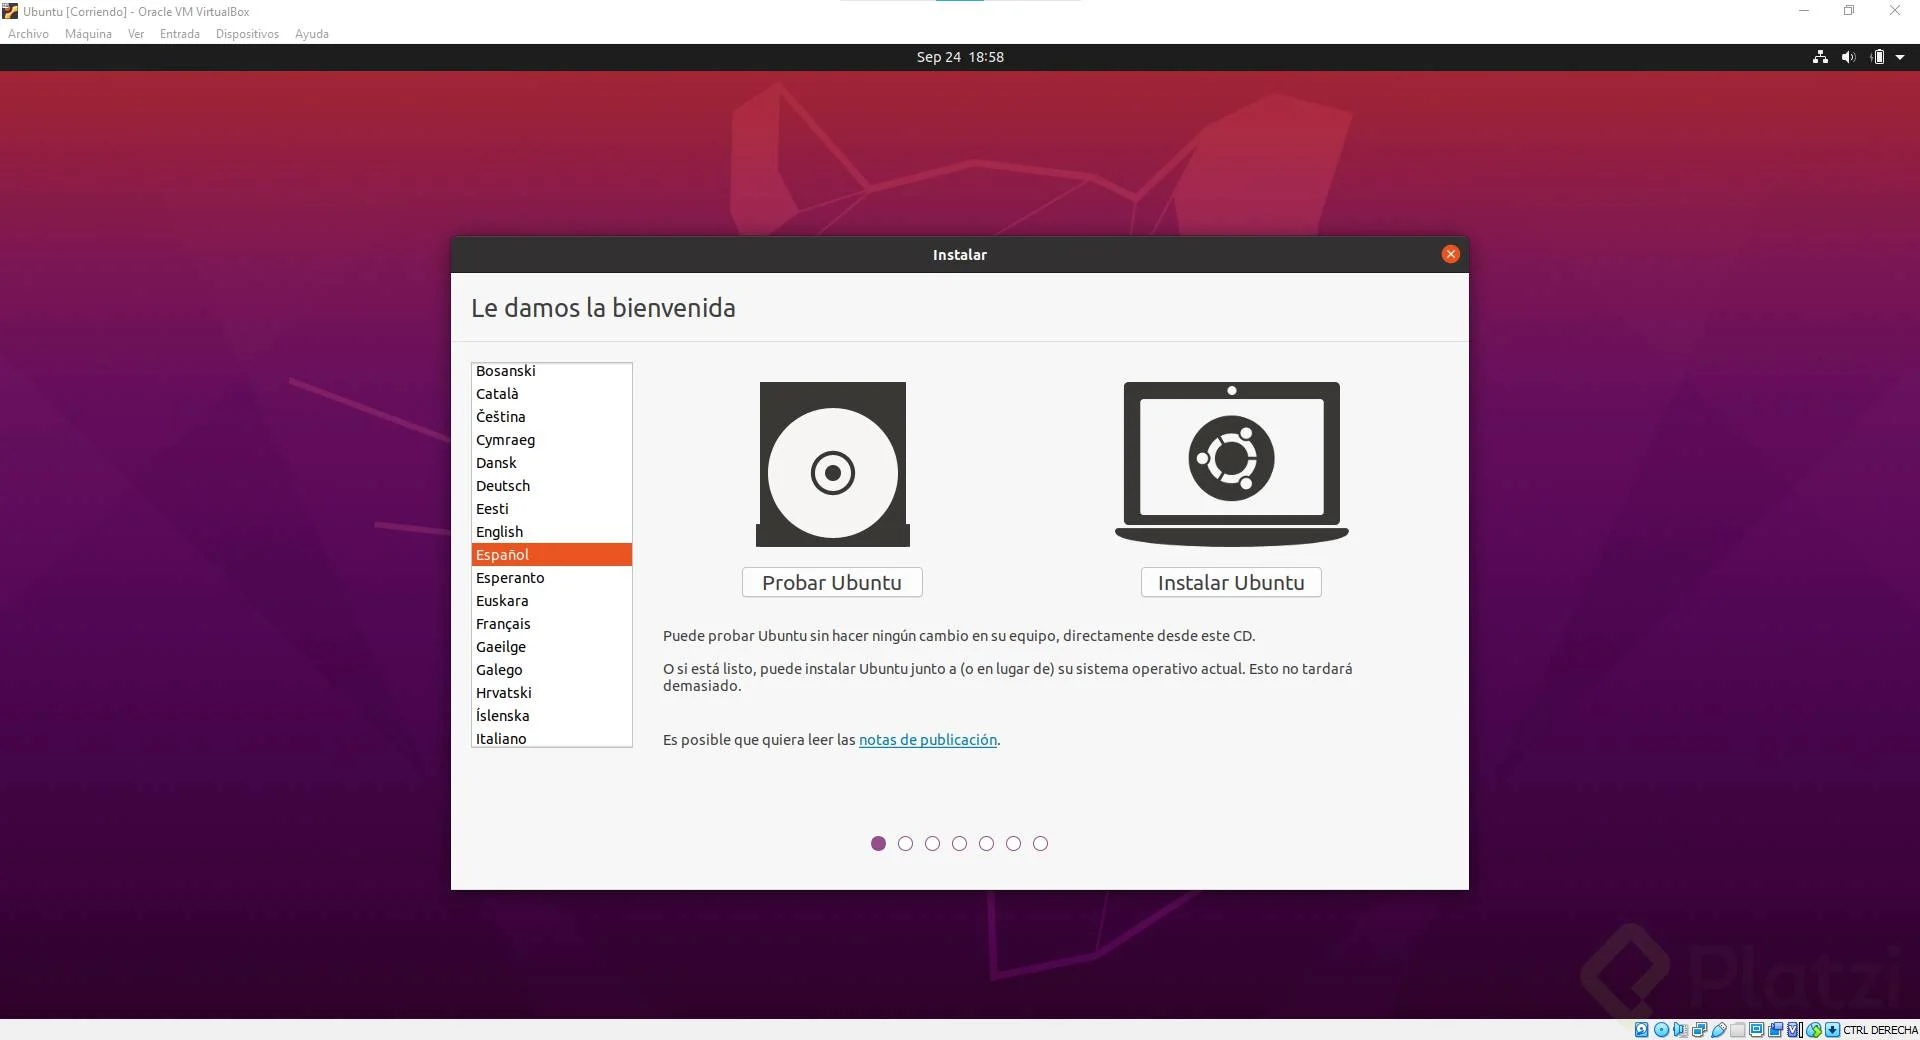 Ubuntu [Corriendo] - Oracle VM VirtualBox
Archivo Máquina Ver Entrada Dispositivos Ayuda
Sep 24 18:58
Instalar
Le damos la bienvenida
Bosanski
Català
Čeština
Cymraeg
Dansk
Deutsch
Eesti
English
Español
Esperanto
Euskara
Français
Gaeilge
Galego
Hrvatski
Íslenska
Italiano
Probar Ubuntu
Instalar Ubuntu
Puede probar Ubuntu sin hacer ningún cambio en su equipo, directamente desde este CD.
O si está listo, puede instalar Ubuntu junto a (o en lugar de) su sistema operativo actual. Esto no tardará
demasiado.
Es posible que quiera leer las notas de publicación.
Platzi
CTRL DERECHA